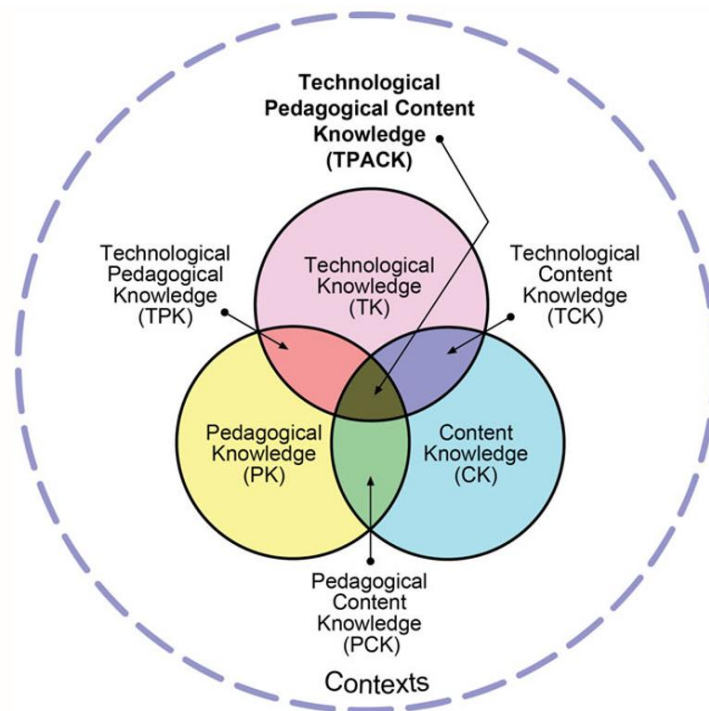 Technological
Pedagogical Content
Knowledge
(TPACK)
Technological
Pedagogical
Knowledge
(TPK)
Technological
Knowledge
(TK)
Technological
Content
Knowledge
(TCK)
Pedagogical
Knowledge
(PK)
Content
Knowledge
(CK)
Pedagogical
Content
Knowledge
(PCK)
Contexts